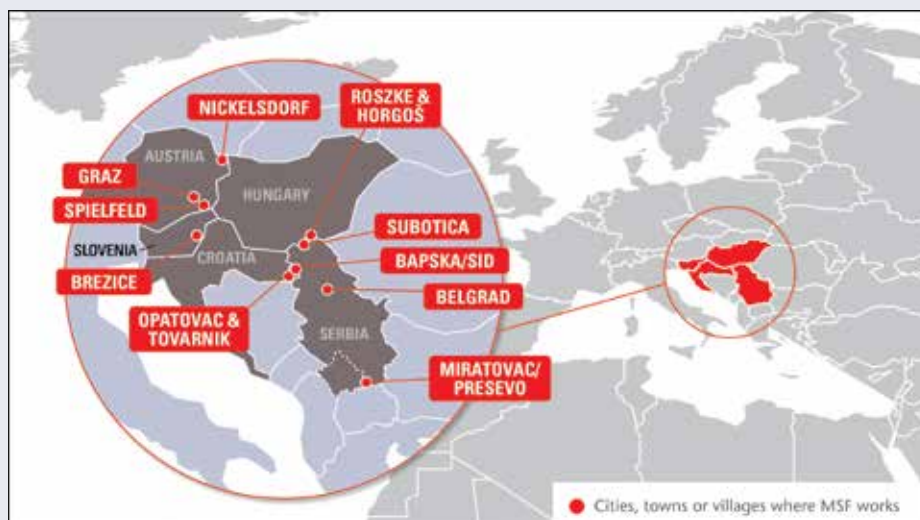 NICKELSDORF
ROSZKE &
HORGOŠ
AUSTRIA
GRAZ
HUNGARY
SPIELFELD
SUBOTICA
SLOVENIA
CROATIA
BAPSKA/SID
BREZICE
BELGRAD
OPATOVAC &
TOVARNIK
SERBIA
MIRATOVAC/
PRESEVO
Cities, towns or villages where MSF works